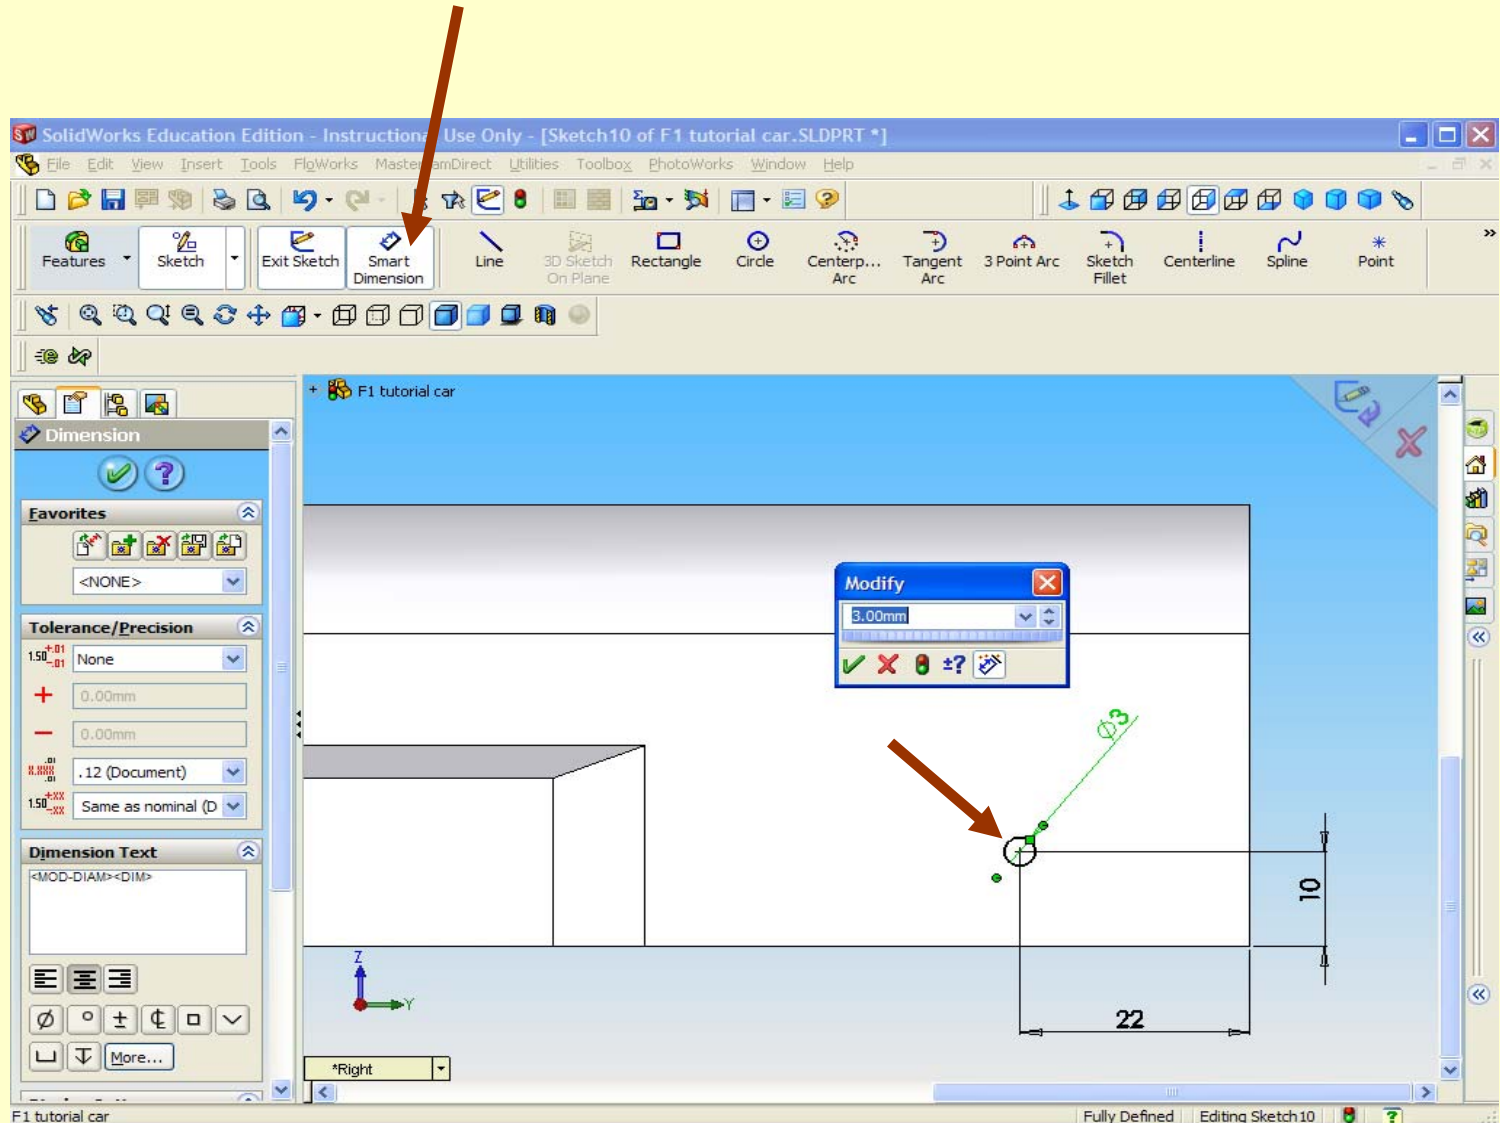 SolidWorks Education Edition - Instructional Use Only - [Sketch10 of F1 tutorial car.SLDPRT *]
File Edit View Insert Tools FloWorks Utilities Toolbox PhotoWorks Window Help
Features Sketch Exit Sketch Smart Dimension Line 3D Sketch On Plane Rectangle Circle Centerp... Arc Tangent Arc 3 Point Arc Sketch Fillet Centerline Spline Point
F1 tutorial car
Dimension
Favorites
<NONE>
Tolerance/Precision
None
0.00mm
0.00mm
.12 (Document)
Same as nominal (D
Dimension Text
<MOD-DIAM><DIM>
More...
Modify
3.00mm
±?
Ø3
10
22
Z
Y
*Right
F1 tutorial car
Fully Defined Editing Sketch10